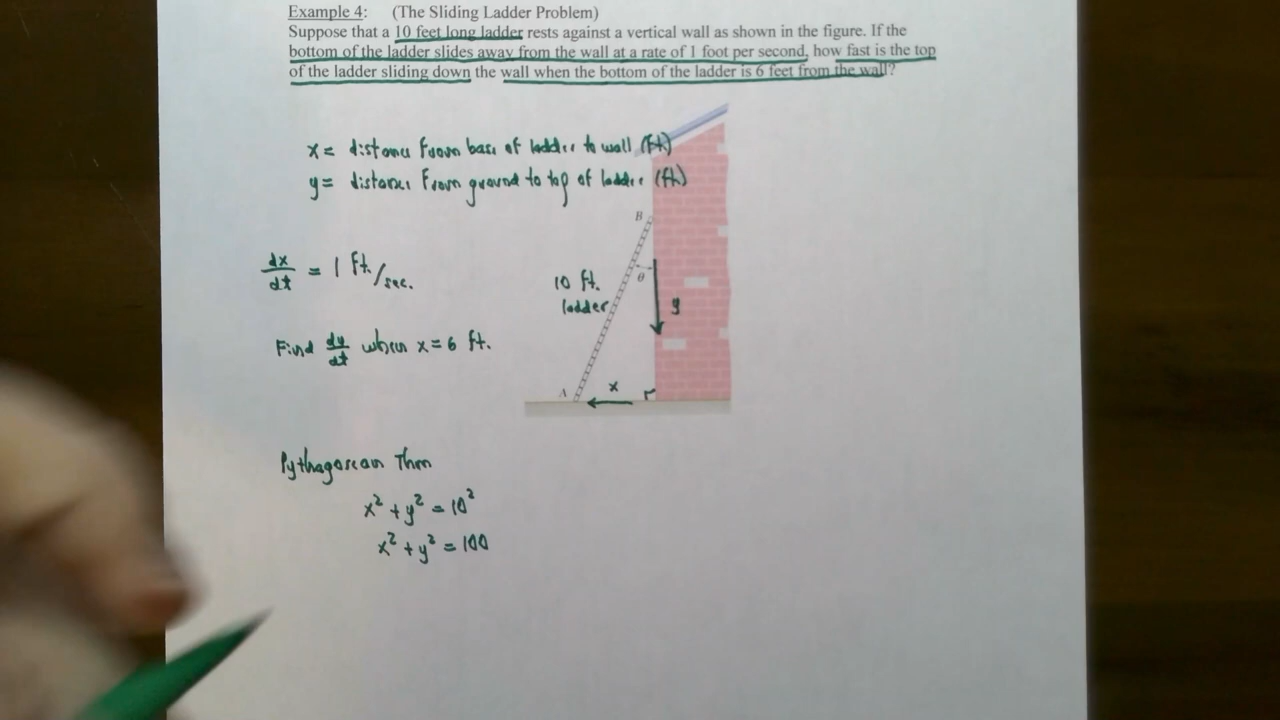 Example 4: (The Sliding Ladder Problem)
Suppose that a 10 feet long ladder rests against a vertical wall as shown in the figure. If the
bottom of the ladder slides away from the wall at a rate of 1 foot per second, how fast is the top
of the ladder sliding down the wall when the bottom of the ladder is 6 feet from the wall?
x = distance from base of ladder to wall (ft.)
y = distance from ground to top of ladder (ft.)
B
θ
dx/dt = 1 ft./sec.
10 ft.
ladder
y
Find dy/dt when x = 6 ft.
x
A
Pythagorean Thm
x² + y² = 10²
x² + y² = 100